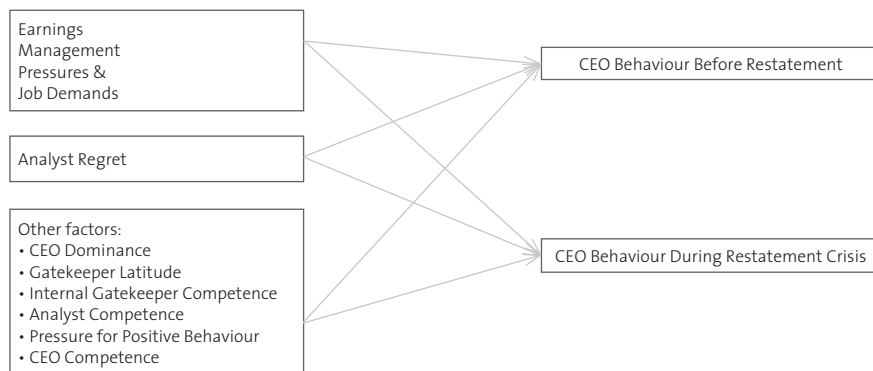 Earnings
Management
Pressures &
Job Demands
CEO Behaviour Before Restatement
Analyst Regret
Other factors:
• CEO Dominance
• Gatekeeper Latitude
• Internal Gatekeeper Competence
• Analyst Competence
• Pressure for Positive Behaviour
• CEO Competence
CEO Behaviour During Restatement Crisis